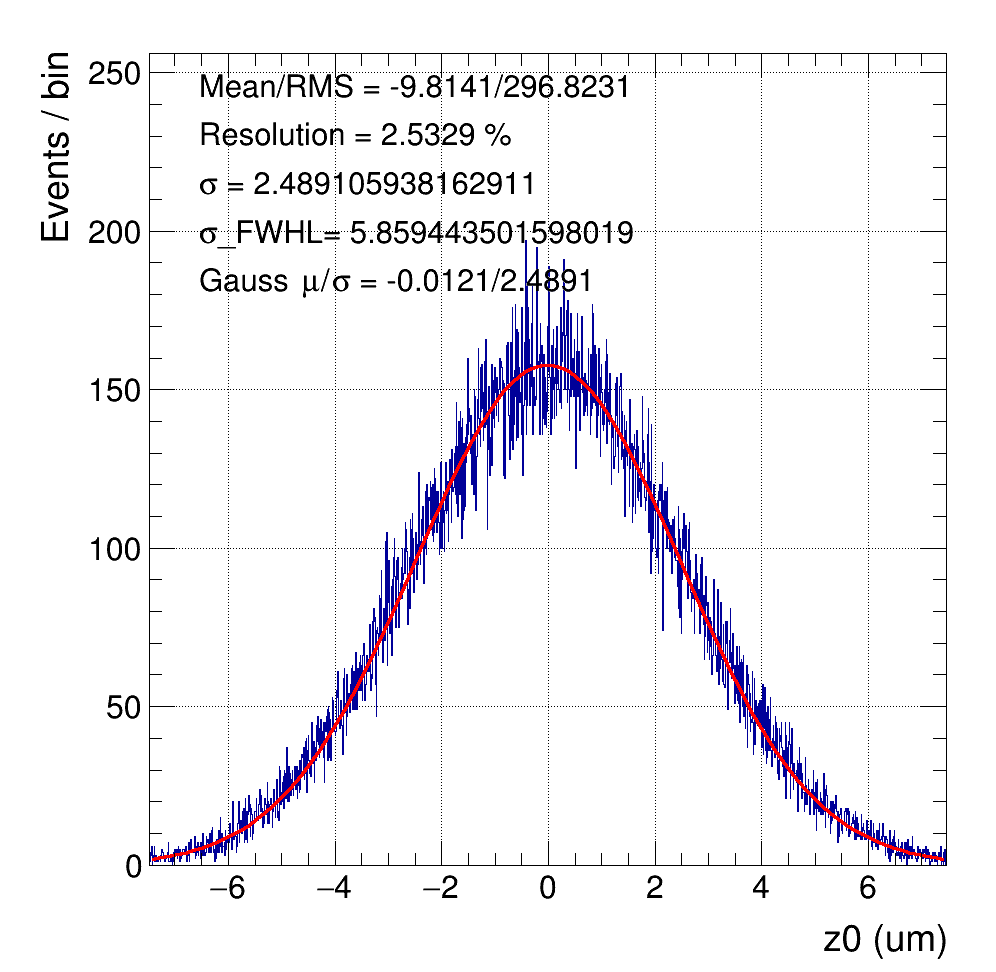 Events / bin
250
Mean/RMS = -9.8141/296.8231
Resolution = 2.5329 %
σ = 2.489105938162911
200
σ_FWHL= 5.859443501598019
Gauss μ/σ = -0.0121/2.4891
150
100
50
0
−6 −4 −2 0 2 4 6
z0 (um)